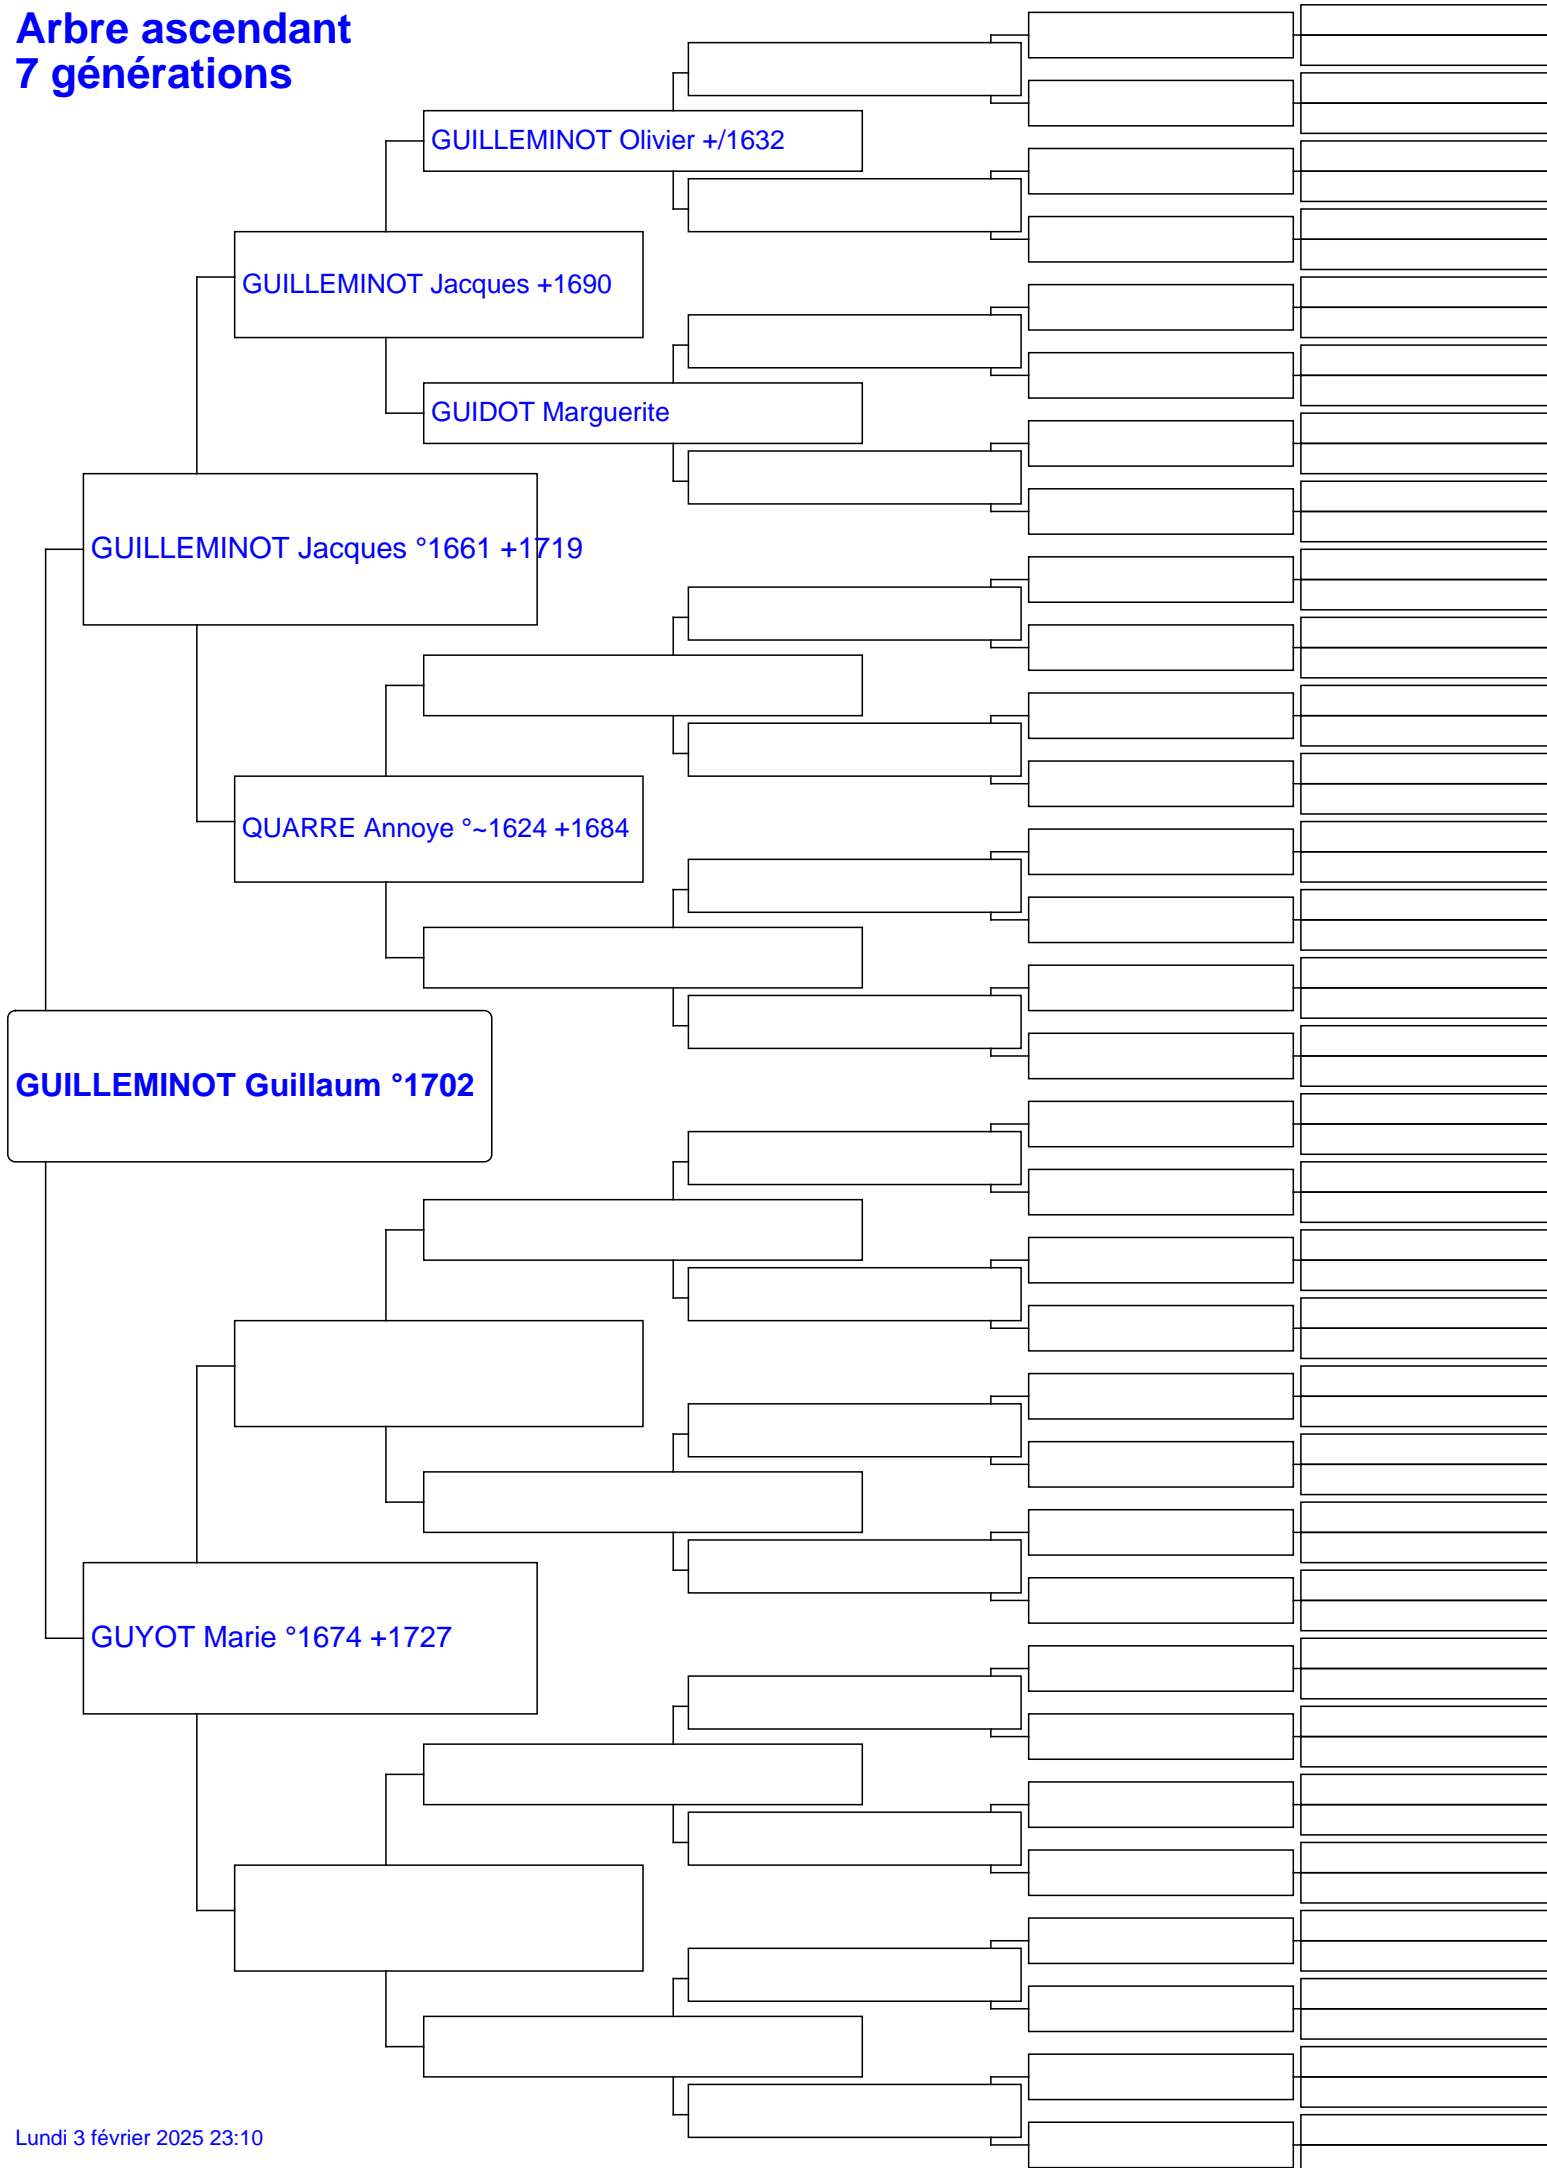 Arbre ascendant
7 générations
GUILLEMINOT Olivier +/1632
GUILLEMINOT Jacques +1690
GUIDOT Marguerite
GUILLEMINOT Jacques °1661 +1719
QUARRE Annoye °~1624 +1684
GUILLEMINOT Guillaum °1702
GUYOT Marie °1674 +1727
Lundi 3 février 2025 23:10